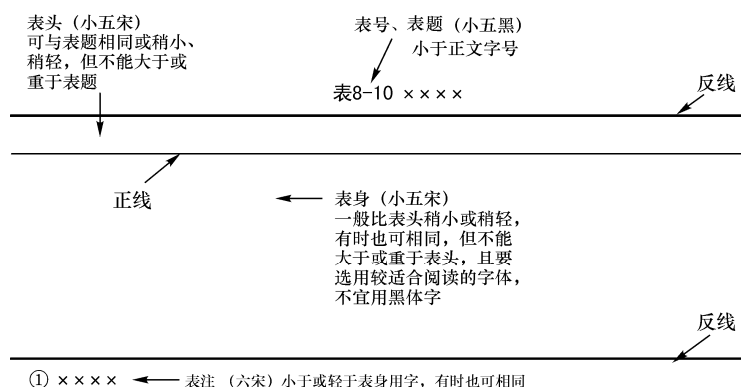 表头（小五宋）
可与表题相同或稍小、
稍轻，但不能大于或
重于表题
表号、表题（小五黑）
小于正文字号
表8-10 ××××
反线
正线
表身（小五宋）
一般比表头稍小或稍轻，
有时也可相同，但不能
大于或重于表头，且要
选用较适合阅读的字体，
不宜用黑体字
反线
① ×××× 表注 （六宋）小于或轻于表身用字，有时也可相同